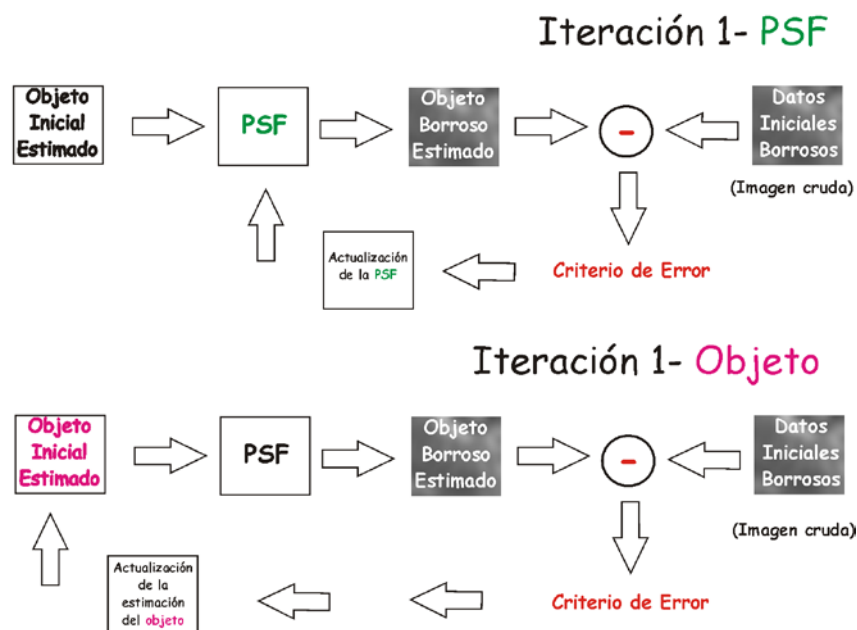 Iteración 1- PSF
Objeto
Inicial
Estimado
PSF
Objeto
Borroso
Estimado
-
Datos
Iniciales
Borrosos
(Imagen cruda)
Actualización
de la PSF
Criterio de Error
Iteración 1- Objeto
Objeto
Inicial
Estimado
PSF
Objeto
Borroso
Estimado
-
Datos
Iniciales
Borrosos
(Imagen cruda)
Actualización
de la
estimación
del objeto
Criterio de Error